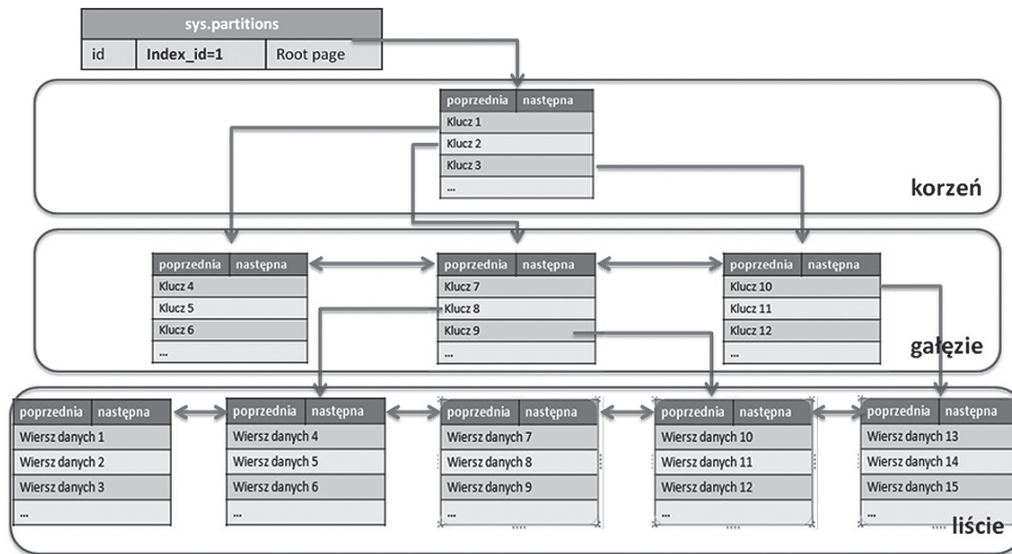 sys.partitions
id Index_id=1 Root page
poprzednia następna
Klucz 1
Klucz 2
Klucz 3
...
korzeń
poprzednia następna
Klucz 4
Klucz 5
Klucz 6
...
poprzednia następna
Klucz 7
Klucz 8
Klucz 9
...
poprzednia następna
Klucz 10
Klucz 11
Klucz 12
...
gałęzie
poprzednia następna
Wiersz danych 1
Wiersz danych 2
Wiersz danych 3
...
poprzednia następna
Wiersz danych 4
Wiersz danych 5
Wiersz danych 6
...
poprzednia następna
Wiersz danych 7
Wiersz danych 8
Wiersz danych 9
...
poprzednia następna
Wiersz danych 10
Wiersz danych 11
Wiersz danych 12
...
poprzednia następna
Wiersz danych 13
Wiersz danych 14
Wiersz danych 15
...
liście